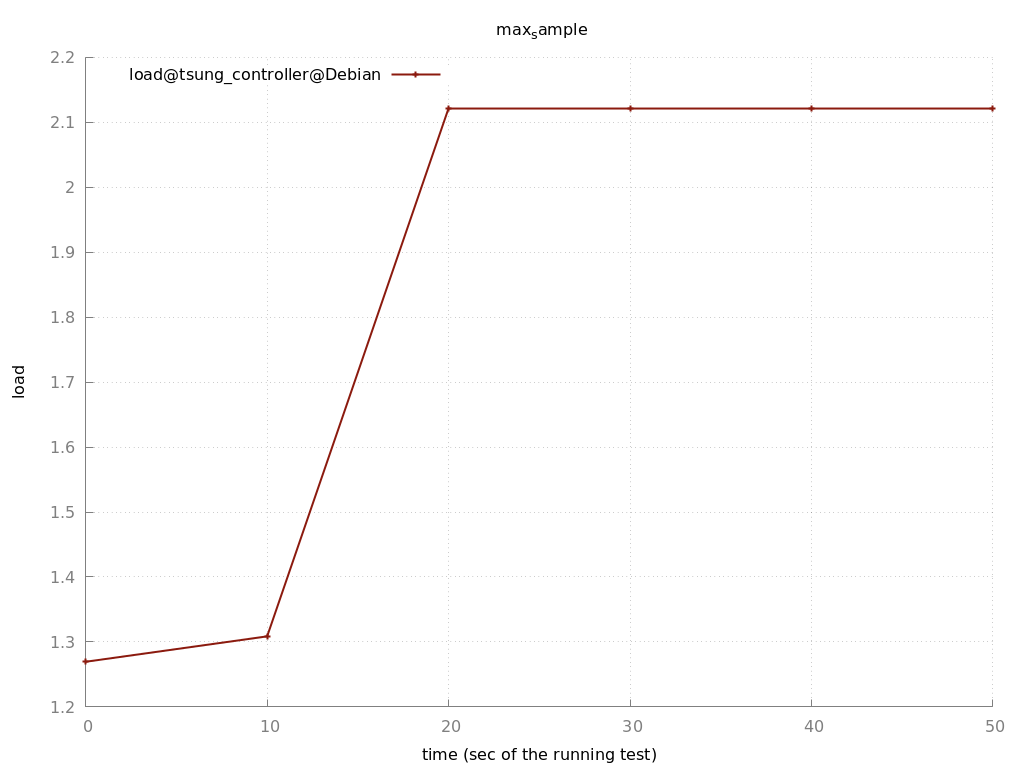 maxₛample
2.2
load@tsung_controller@Debian
2.1
2
1.9
1.8
1.7
1.6
1.5
1.4
1.3
1.2
load
0 10 20 30 40 50
time (sec of the running test)